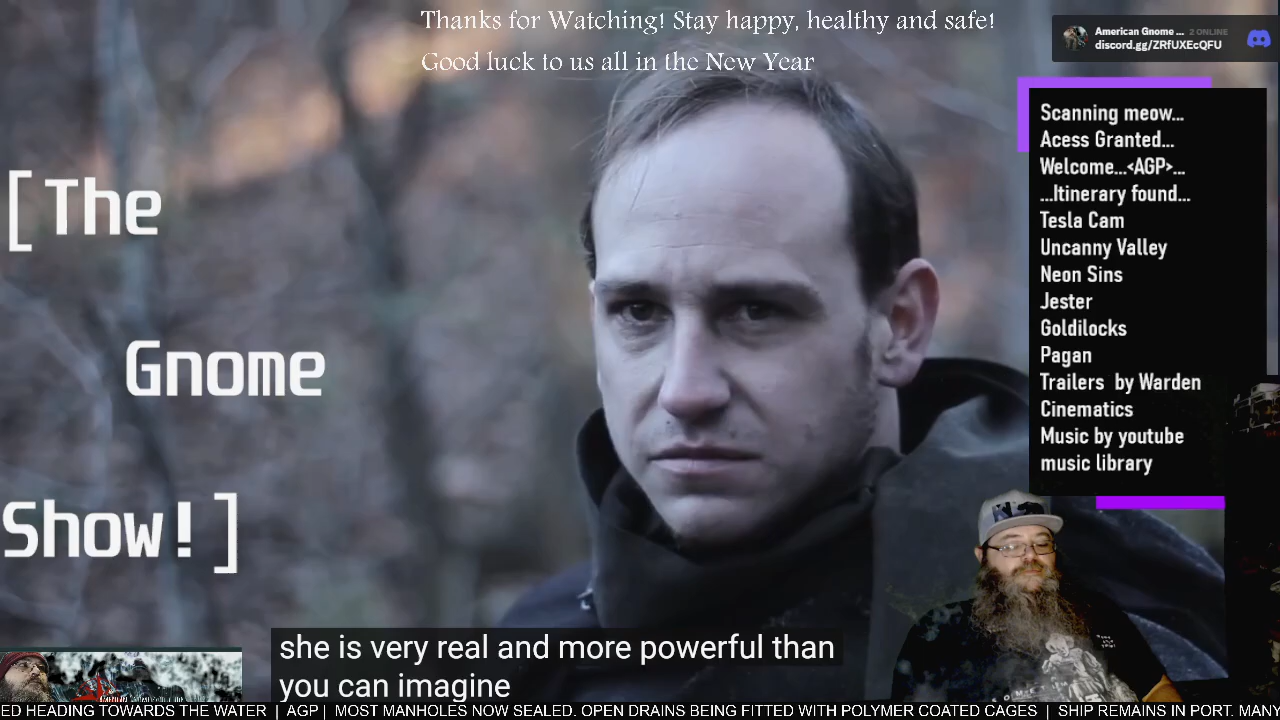 Thanks for Watching! Stay happy, healthy and safe!
Good luck to us all in the New Year
American Gnome ... 2 ONLINE
discord.gg/ZRfUXEcQFU
[The
Gnome
Show!]
Scanning meow...
Acess Granted...
Welcome...<AGP>...
...Itinerary found...
Tesla Cam
Uncanny Valley
Neon Sins
Jester
Goldilocks
Pagan
Trailers by Warden
Cinematics
Music by youtube
music library
she is very real and more powerful than
you can imagine
ED HEADING TOWARDS THE WATER | AGP | MOST MANHOLES NOW SEALED. OPEN DRAINS BEING FITTED WITH POLYMER COATED CAGES | SHIP REMAINS IN PORT. MANY